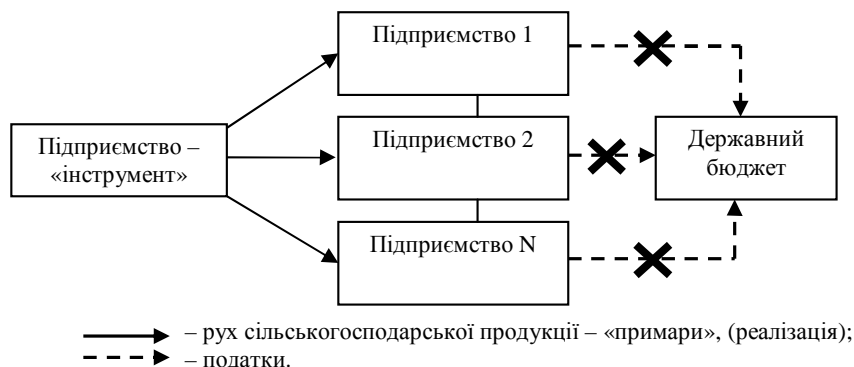 Підприємство 1
Підприємство –
«інструмент»
Підприємство 2
Державний
бюджет
Підприємство N
– рух сільськогосподарської продукції – «примари», (реалізація);
– податки.